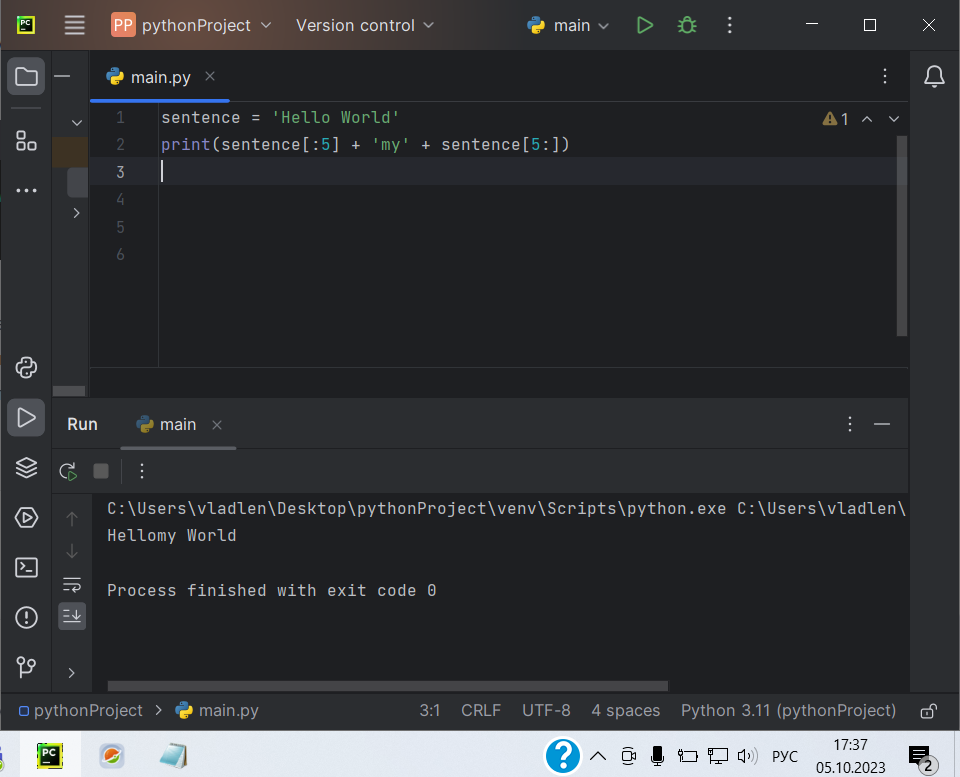 PC PP pythonProject Version control main
main.py
1 sentence = 'Hello World' 1
2 print(sentence[:5] + 'my' + sentence[5:])
3
4
5
6
Run main
C:\Users\vladlen\Desktop\pythonProject\venv\Scripts\python.exe C:\Users\vladlen\
Hellomy World
Process finished with exit code 0
pythonProject main.py 3:1 CRLF UTF-8 4 spaces Python 3.11 (pythonProject)
PC ? РУС 17:37 2
05.10.2023